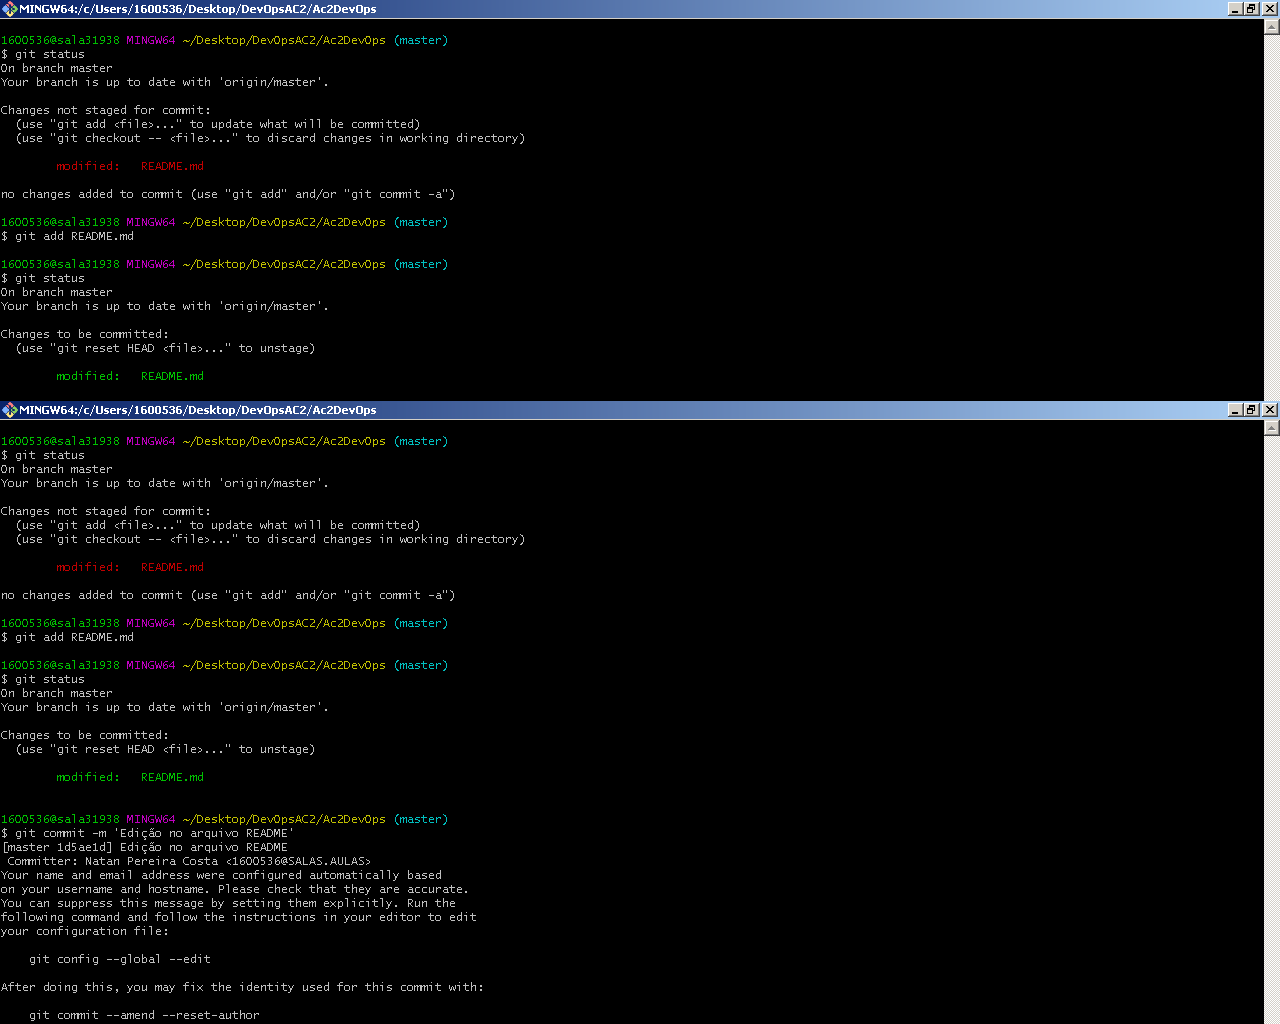 MINGW64:/c/Users/1600536/Desktop/DevOpsAC2/Ac2DevOps
1600536@sala31938 MINGW64 ~/Desktop/DevOpsAC2/Ac2DevOps (master)
$ git status
On branch master
Your branch is up to date with 'origin/master'.
Changes not staged for commit:
(use "git add <file>..." to update what will be committed)
(use "git checkout -- <file>..." to discard changes in working directory)
modified:   README.md
no changes added to commit (use "git add" and/or "git commit -a")
1600536@sala31938 MINGW64 ~/Desktop/DevOpsAC2/Ac2DevOps (master)
$ git add README.md
1600536@sala31938 MINGW64 ~/Desktop/DevOpsAC2/Ac2DevOps (master)
$ git status
On branch master
Your branch is up to date with 'origin/master'.
Changes to be committed:
(use "git reset HEAD <file>..." to unstage)
modified:   README.md
MINGW64:/c/Users/1600536/Desktop/DevOpsAC2/Ac2DevOps
1600536@sala31938 MINGW64 ~/Desktop/DevOpsAC2/Ac2DevOps (master)
$ git status
On branch master
Your branch is up to date with 'origin/master'.
Changes not staged for commit:
(use "git add <file>..." to update what will be committed)
(use "git checkout -- <file>..." to discard changes in working directory)
modified:   README.md
no changes added to commit (use "git add" and/or "git commit -a")
1600536@sala31938 MINGW64 ~/Desktop/DevOpsAC2/Ac2DevOps (master)
$ git add README.md
1600536@sala31938 MINGW64 ~/Desktop/DevOpsAC2/Ac2DevOps (master)
$ git status
On branch master
Your branch is up to date with 'origin/master'.
Changes to be committed:
(use "git reset HEAD <file>..." to unstage)
modified:   README.md
1600536@sala31938 MINGW64 ~/Desktop/DevOpsAC2/Ac2DevOps (master)
$ git commit -m 'Edição no arquivo README'
[master 1d5ae1d] Edição no arquivo README
Committer: Natan Pereira Costa <1600536@SALAS.AULAS>
Your name and email address were configured automatically based
on your username and hostname. Please check that they are accurate.
You can suppress this message by setting them explicitly. Run the
following command and follow the instructions in your editor to edit
your configuration file:
git config --global --edit
After doing this, you may fix the identity used for this commit with:
git commit --amend --reset-author